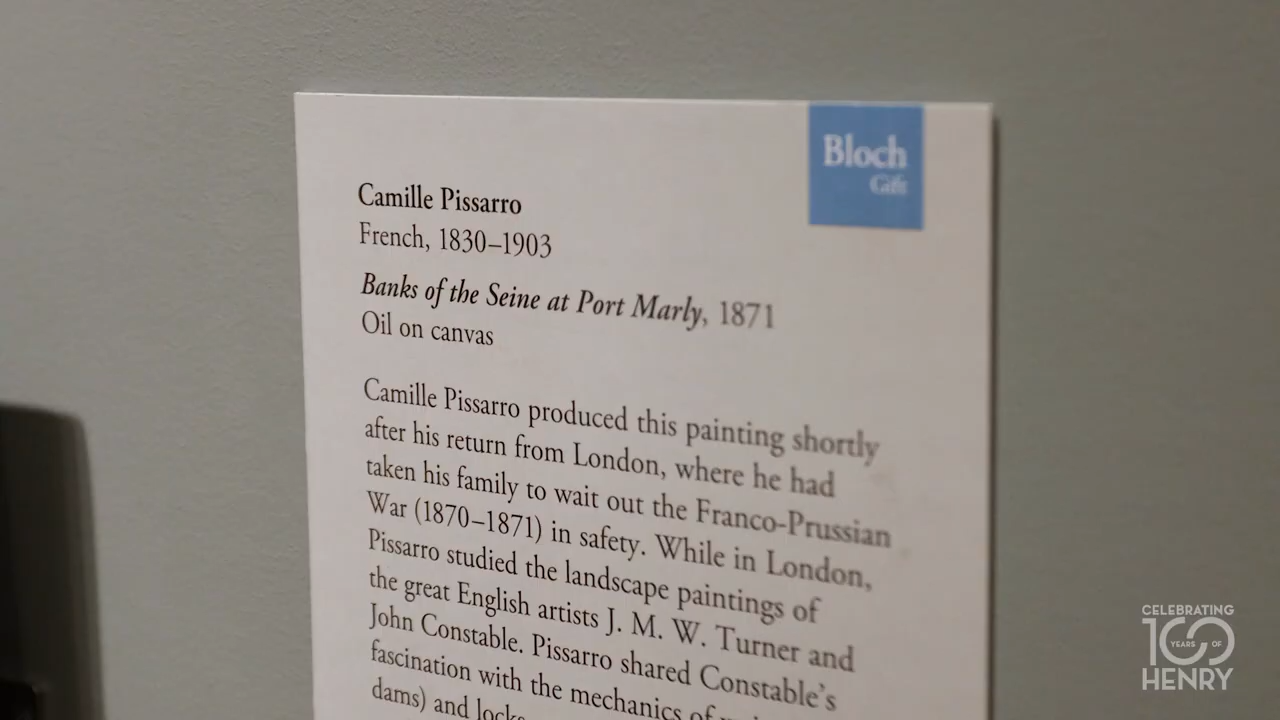 Bloch
Gift
Camille Pissarro
French, 1830–1903
Banks of the Seine at Port Marly, 1871
Oil on canvas
Camille Pissarro produced this painting shortly
after his return from London, where he had
taken his family to wait out the Franco-Prussian
War (1870–1871) in safety. While in London,
Pissarro studied the landscape paintings of
the great English artists J. M. W. Turner and
John Constable. Pissarro shared Constable's
fascination with the mechanics of
dams) and locks
CELEBRATING
100
YEARS OF
HENRY